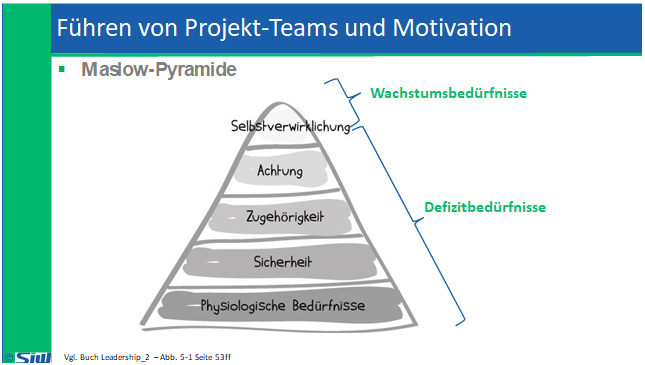 Führen von Projekt-Teams und Motivation
Maslow-Pyramide
Wachstumsbedürfnisse
Selbstverwirklichung
Achtung
Zugehörigkeit
Defizitbedürfnisse
Sicherheit
Physiologische Bedürfnisse
© SiW
Vgl. Buch Leadership_2 – Abb. 5-1 Seite 53ff